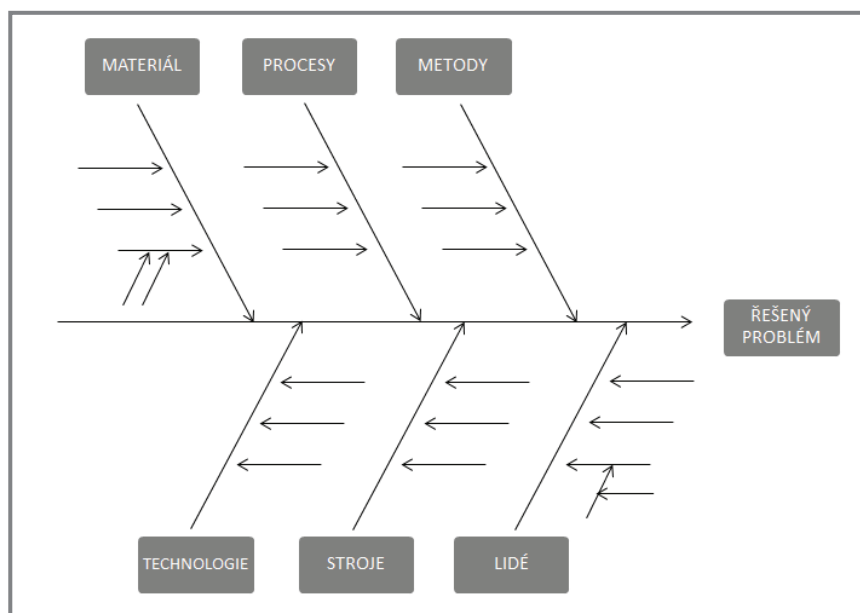 MATERIÁL
PROCESY
METODY
ŘEŠENÝ
PROBLÉM
TECHNOLOGIE
STROJE
LIDÉ